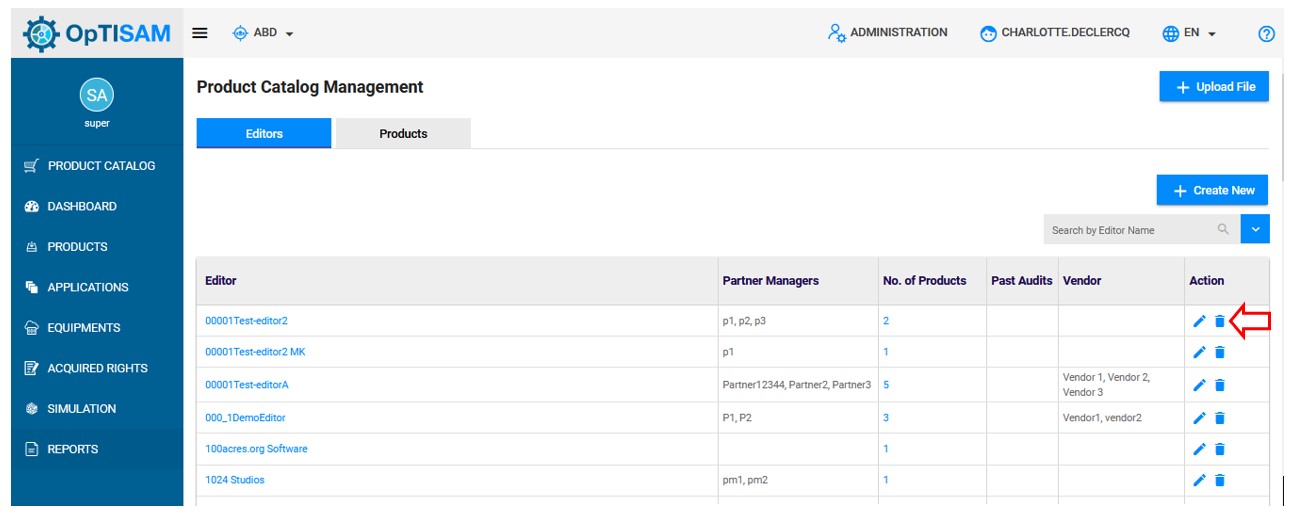 OpTISAM
ABD
ADMINISTRATION
CHARLOTTE.DECLERCQ
EN
SA
super
PRODUCT CATALOG
DASHBOARD
PRODUCTS
APPLICATIONS
EQUIPMENTS
ACQUIRED RIGHTS
SIMULATION
REPORTS
Product Catalog Management
+ Upload File
Editors
Products
+ Create New
Search by Editor Name
Editor Partner Managers No. of Products Past Audits Vendor Action
00001Test-editor2 p1, p2, p3 2
00001Test-editor2 MK p1 1
00001Test-editorA Partner12344, Partner2, Partner3 5 Vendor 1, Vendor 2,
Vendor 3
000_1DemoEditor P1, P2 3 Vendor1, vendor2
100acres.org Software 1
1024 Studios pm1, pm2 1